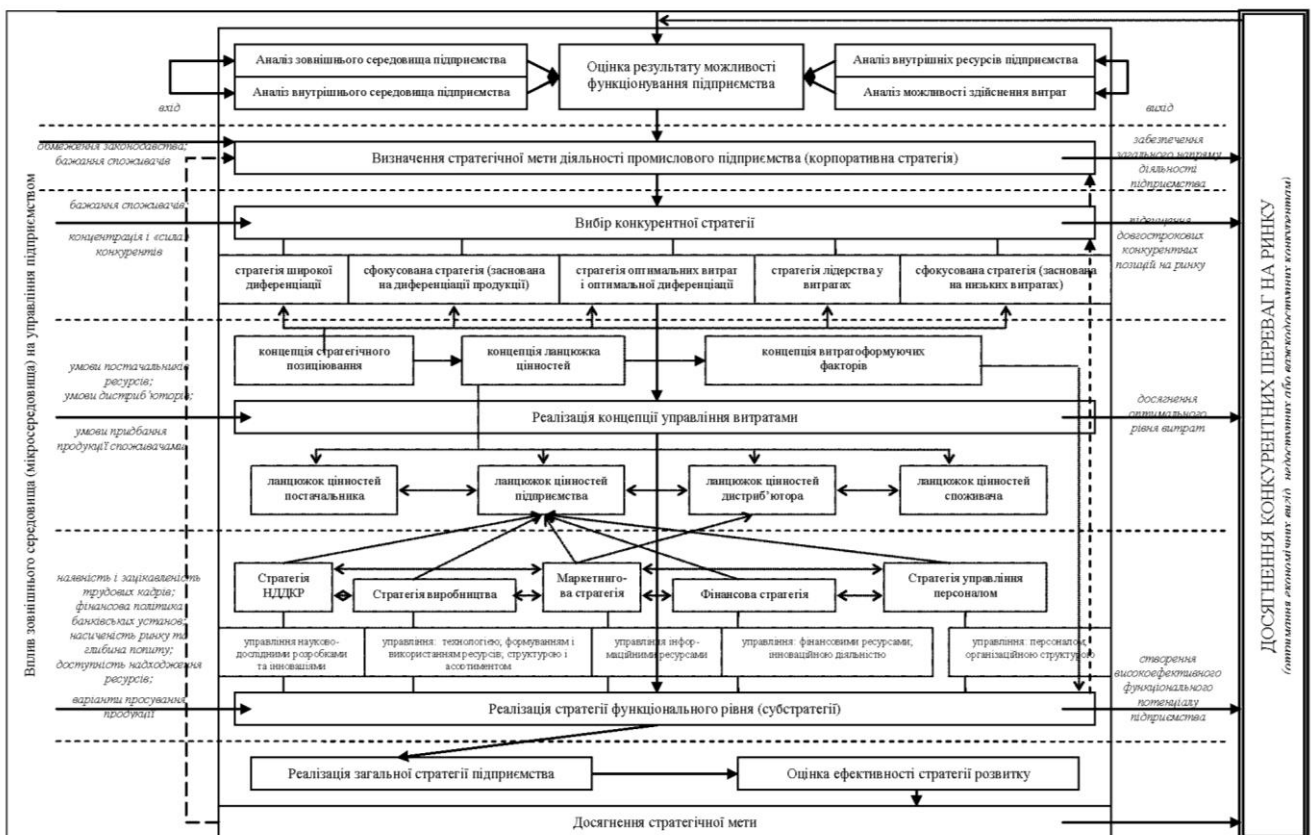 Аналіз зовнішнього середовища підприємства
Аналіз внутрішнього середовища підприємства
Оцінка результату можливості
функціонування підприємства
Аналіз внутрішніх ресурсів підприємства
Аналіз можливості здійснення витрат
вхід
вихід
обмеження законодавства;
бажання споживачів
Визначення стратегічної мети діяльності промислового підприємства (корпоративна стратегія)
забезпечення
загального напряму
діяльності
підприємства
бажання споживачів;
концентрація і «сила»
конкурентів
Вибір конкурентної стратегії
підвищення
довгострокових
конкурентних
позицій на ринку
стратегія широкої
диференціації
сфокусована стратегія (заснована
на диференціації продукції)
стратегія оптимальних витрат
і оптимальної диференціації
стратегія лідерства у
витратах
сфокусована стратегія (заснована
на низьких витратах)
концепція стратегічного
позиціювання
концепція ланцюжка
цінностей
концепція витратоформуючих
факторів
умови постачальників
ресурсів;
умови дистриб’юторів;
умови придбання
продукції споживачами
Реалізація концепції управління витратами
досягнення
оптимального
рівня витрат
ланцюжок цінностей
постачальника
ланцюжок цінностей
підприємства
ланцюжок цінностей
дистриб’ютора
ланцюжок цінностей
споживача
наявність і зацікавленість
трудових кадрів;
фінансова політика
банківських установ;
насиченість ринку та
глибина попиту;
доступність надходження
ресурсів;
варіанти просування
продукції
Стратегія
НДДКР
Стратегія виробництва
Маркетинго-
ва стратегія
Фінансова стратегія
Стратегія управління
персоналом
управління науково-
дослідними розробками
та інноваціями
управління: технологією; формуванням і
використанням ресурсів; структурою і
асортиментом
управління інфор-
маційними ресурсами
управління: фінансовими ресурсами;
інноваційною діяльністю
управління: персоналом;
організаційною структурою
створення
високоефективного
функціонального
потенціалу
підприємства
Реалізація стратегії функціонального рівня (субстратегії)
Реалізація загальної стратегії підприємства
Оцінка ефективності стратегії розвитку
Досягнення стратегічної мети
Вплив зовнішнього середовища (мікросередовища) на управління підприємством
ДОСЯГНЕННЯ КОНКУРЕНТНИХ ПЕРЕВАГ НА РИНКУ
(отримання економічних вигід, недоступних або важкодоступних конкурентам)